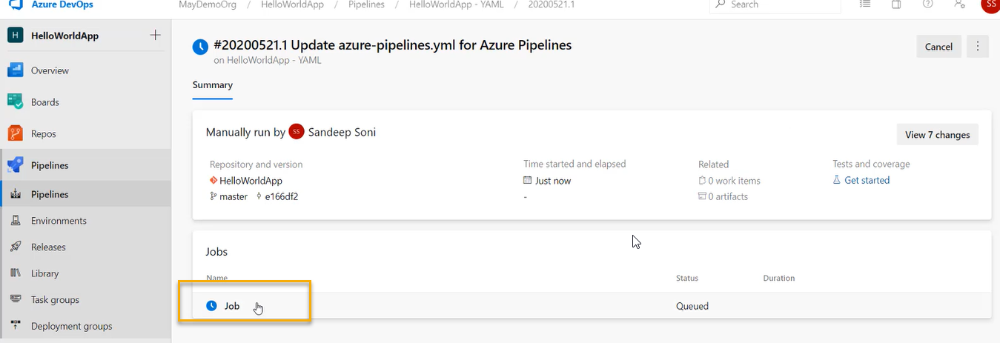 Azure DevOps
MayDemoOrg / HelloWorldApp / Pipelines / HelloWorldApp - YAML / 20200521.1
Search
SS
H HelloWorldApp
Overview
Boards
Repos
Pipelines
Pipelines
Environments
Releases
Library
Task groups
Deployment groups
#20200521.1 Update azure-pipelines.yml for Azure Pipelines
on HelloWorldApp - YAML
Cancel
Summary
Manually run by SS Sandeep Soni
View 7 changes
Repository and version
HelloWorldApp
master e166df2
Time started and elapsed
Just now
-
Related
0 work items
0 artifacts
Tests and coverage
Get started
Jobs
Name Status Duration
Job Queued